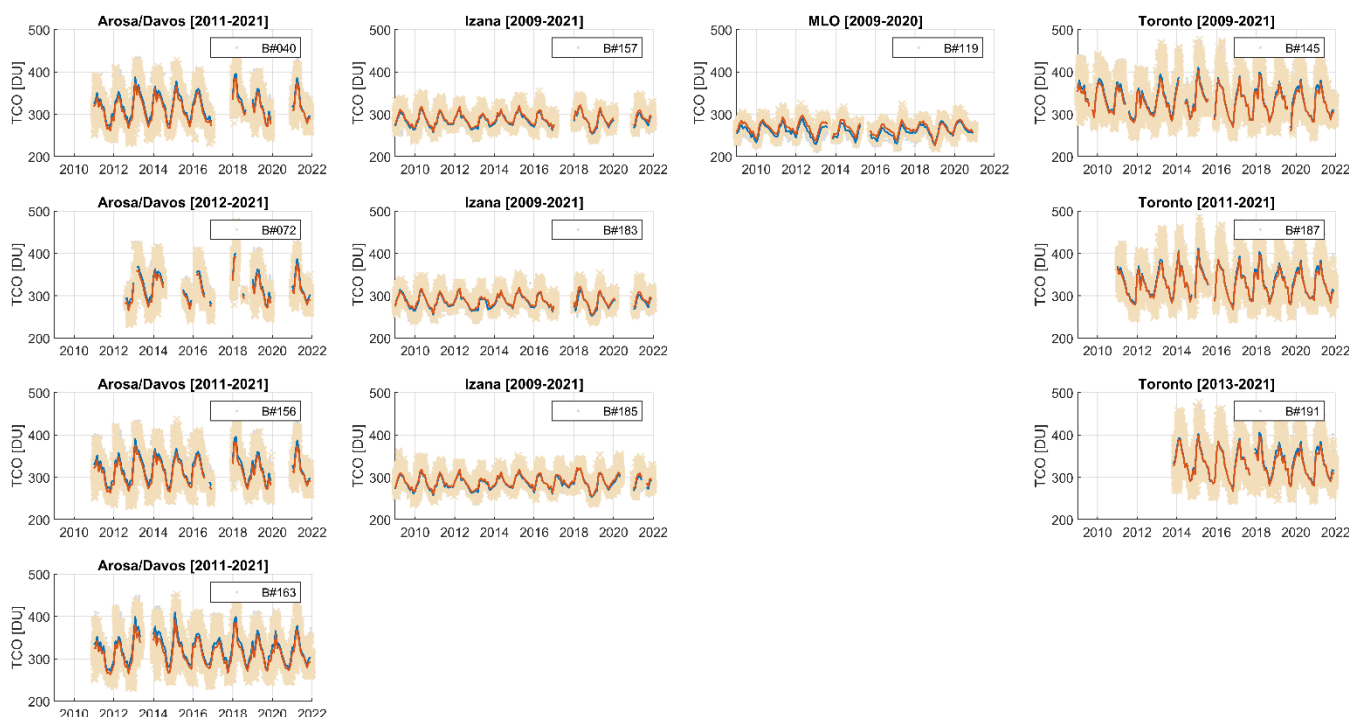 Arosa/Davos [2011-2021]
500
400
300
200
TCO [DU]
B#040
2010 2012 2014 2016 2018 2020 2022
Izana [2009-2021]
500
400
300
200
TCO [DU]
B#157
2010 2012 2014 2016 2018 2020 2022
MLO [2009-2020]
500
400
300
200
TCO [DU]
B#119
2010 2012 2014 2016 2018 2020 2022
Toronto [2009-2021]
500
400
300
200
TCO [DU]
B#145
2010 2012 2014 2016 2018 2020 2022
Arosa/Davos [2012-2021]
500
400
300
200
TCO [DU]
B#072
2010 2012 2014 2016 2018 2020 2022
Izana [2009-2021]
500
400
300
200
TCO [DU]
B#183
2010 2012 2014 2016 2018 2020 2022
Toronto [2011-2021]
500
400
300
200
TCO [DU]
B#187
2010 2012 2014 2016 2018 2020 2022
Arosa/Davos [2011-2021]
500
400
300
200
TCO [DU]
B#156
2010 2012 2014 2016 2018 2020 2022
Izana [2009-2021]
500
400
300
200
TCO [DU]
B#185
2010 2012 2014 2016 2018 2020 2022
Toronto [2013-2021]
500
400
300
200
TCO [DU]
B#191
2010 2012 2014 2016 2018 2020 2022
Arosa/Davos [2011-2021]
500
400
300
200
TCO [DU]
B#163
2010 2012 2014 2016 2018 2020 2022